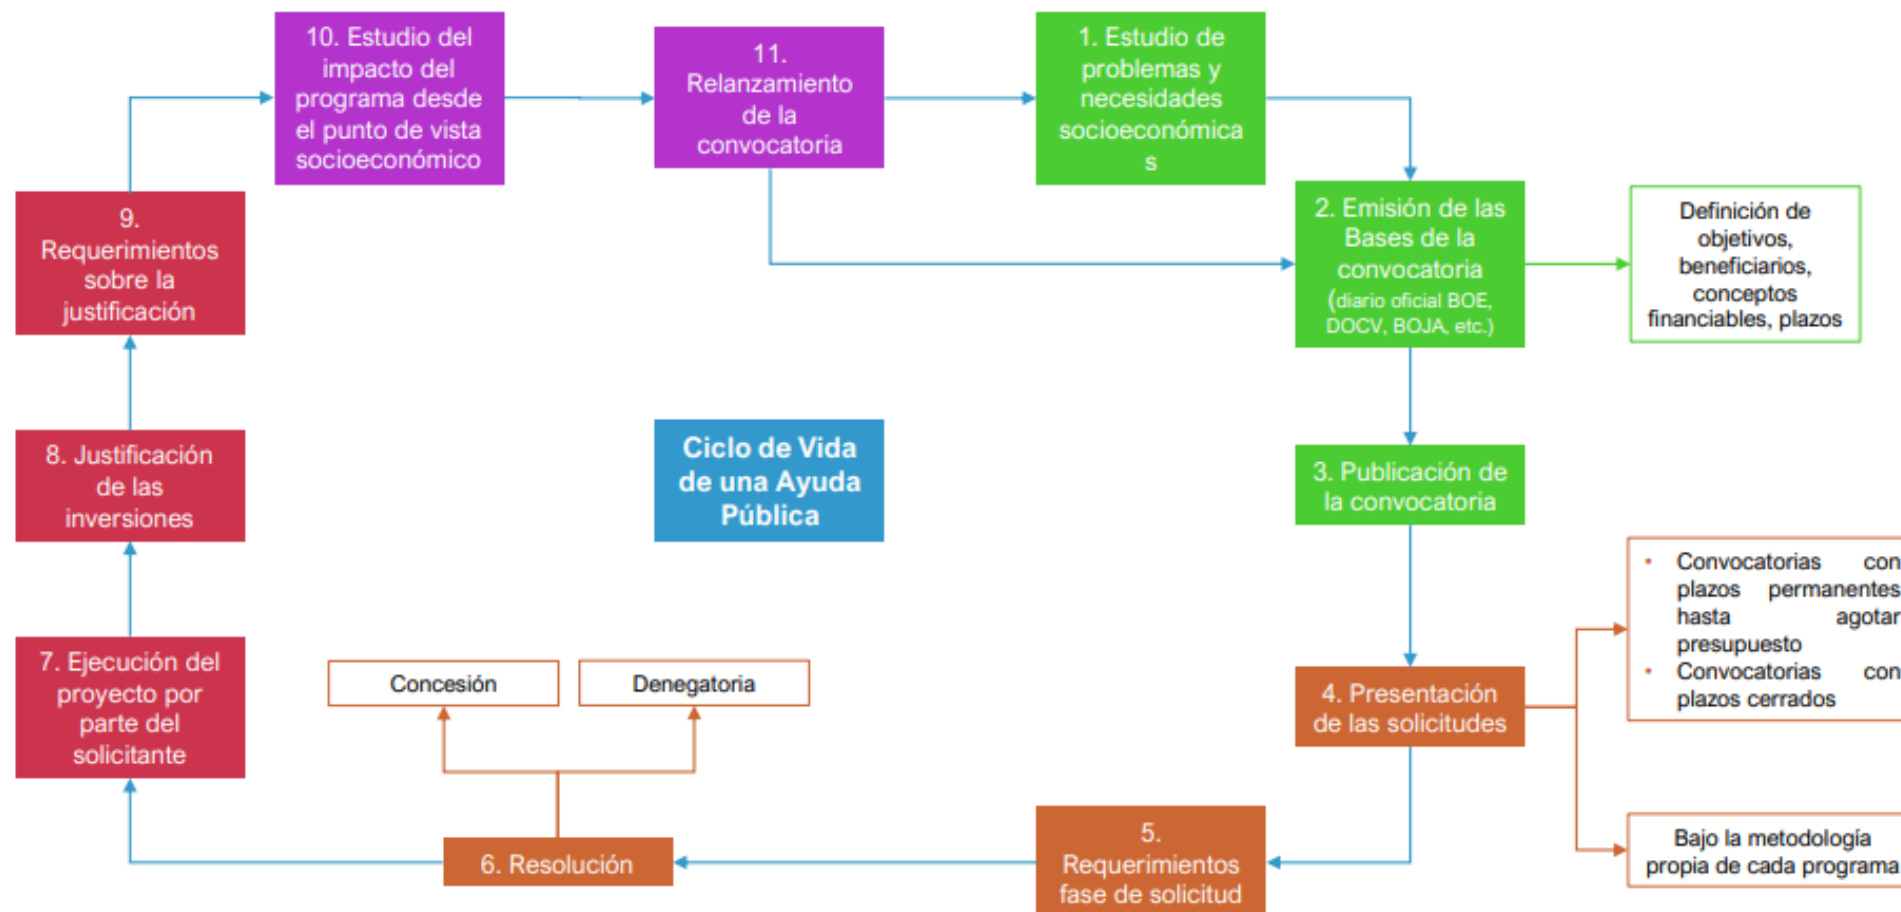 10. Estudio del
impacto del
programa desde
el punto de vista
socioeconómico
11.
Relanzamiento
de la
convocatoria
1. Estudio de
problemas y
necesidades
socioeconómica
s
2. Emisión de las
Bases de la
convocatoria
(diario oficial BOE,
DOCV, BOJA, etc.)
Definición de
objetivos,
beneficiarios,
conceptos
financiables, plazos
9.
Requerimientos
sobre la
justificación
8. Justificación
de las
inversiones
Ciclo de Vida
de una Ayuda
Pública
3. Publicación de
la convocatoria
• Convocatorias con
plazos permanentes
hasta agotar
presupuesto
• Convocatorias con
plazos cerrados
7. Ejecución del
proyecto por
parte del
solicitante
Concesión
Denegatoria
4. Presentación
de las solicitudes
6. Resolución
5.
Requerimientos
fase de solicitud
Bajo la metodología
propia de cada programa